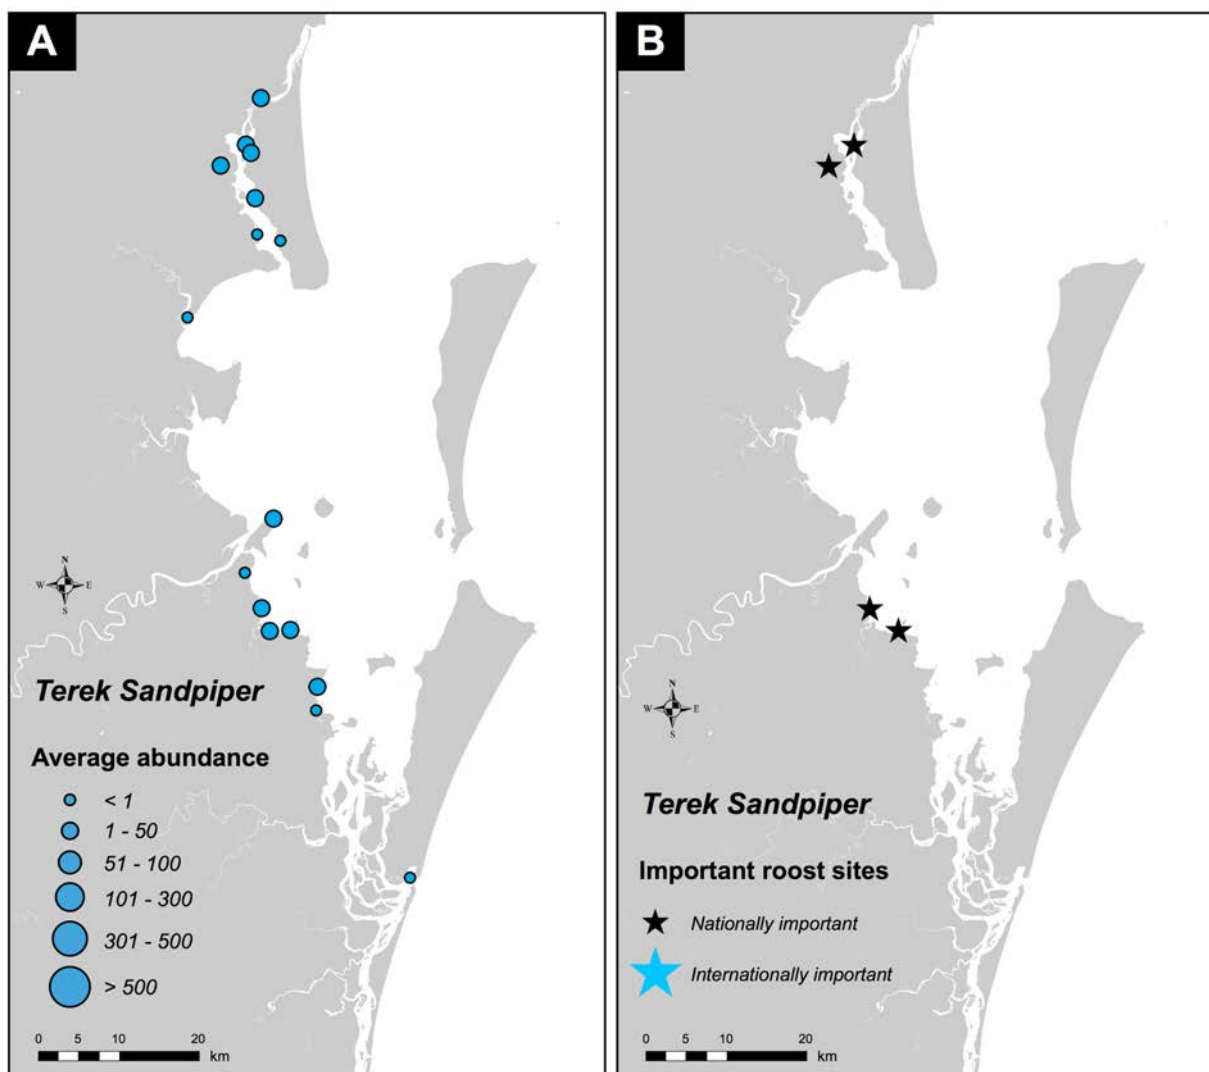 A
N
W E
S
Terek Sandpiper
Average abundance
< 1
1 - 50
51 - 100
101 - 300
301 - 500
> 500
0 5 10 20
km
B
N
W E
S
Terek Sandpiper
Important roost sites
Nationally important
Internationally important
0 5 10 20
km